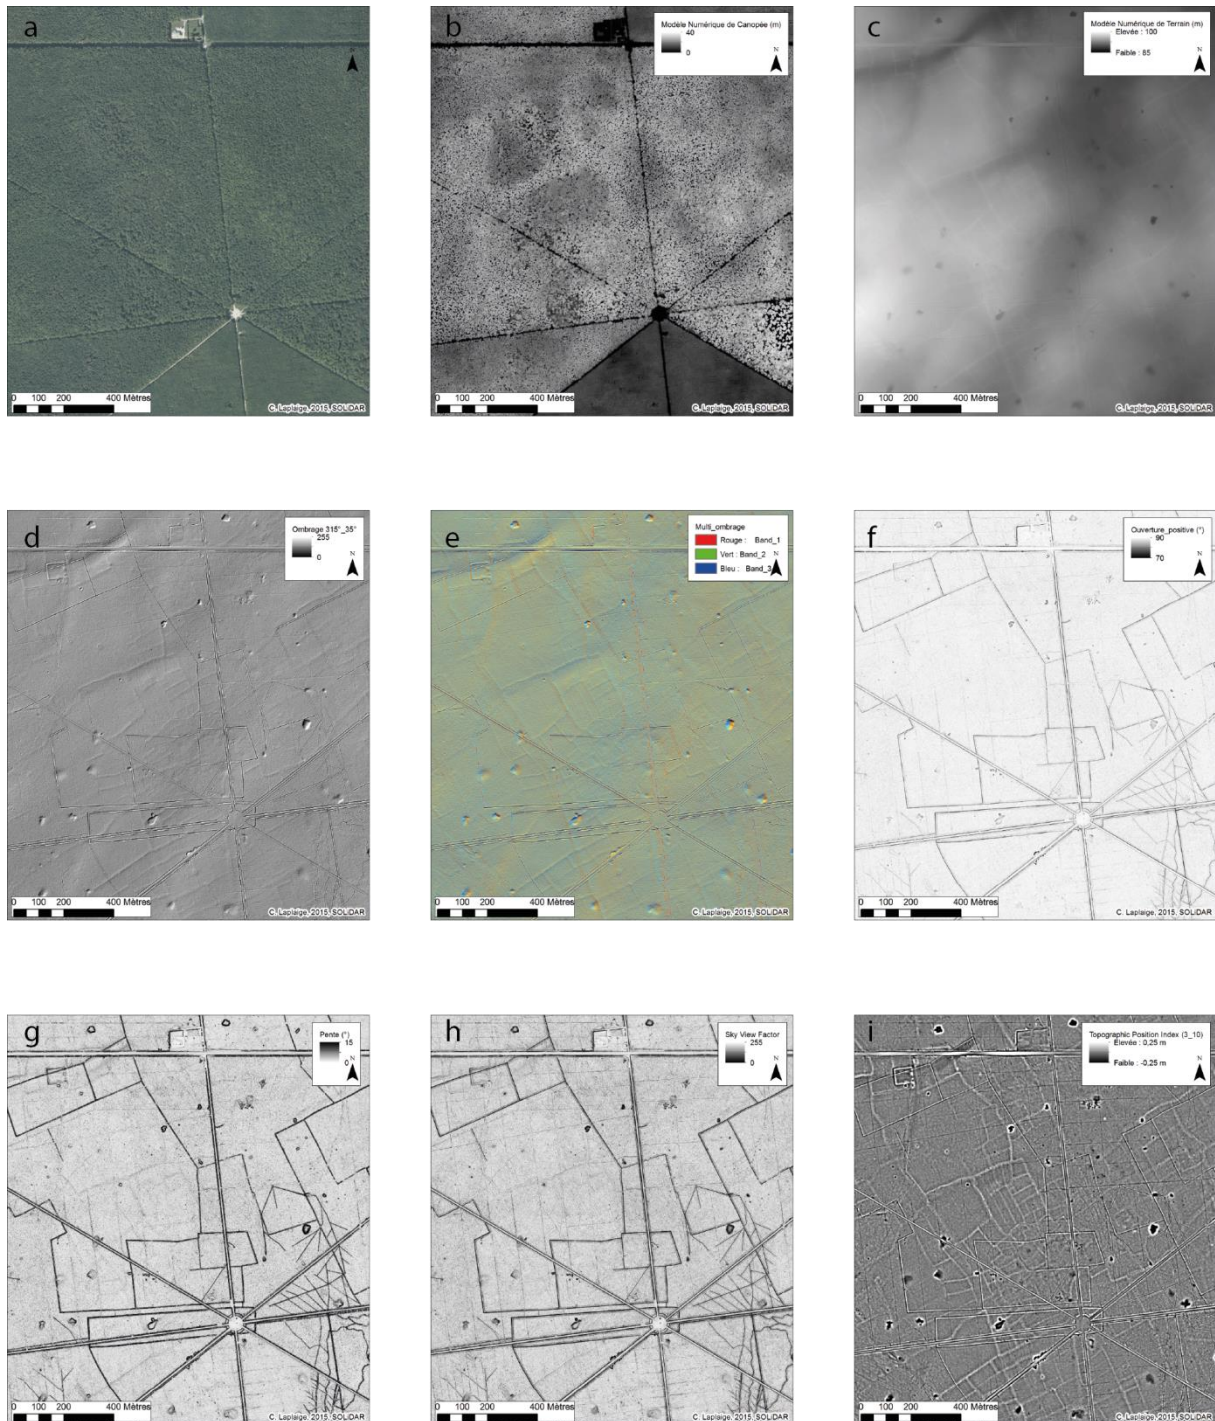 a
N
0 100 200 400 Mètres
C. Laplaige, 2015, SOLiDAR
b
Modèle Numérique de Canopée (m)
40
0
N
0 100 200 400 Mètres
C. Laplaige, 2015, SOLiDAR
c
Modèle Numérique de Terrain (m)
Elevée : 100
Faible : 85
N
0 100 200 400 Mètres
C. Laplaige, 2015, SOLiDAR
d
Ombrage 315°_35°
255
0
N
0 100 200 400 Mètres
C. Laplaige, 2015, SOLiDAR
e
Multi_ombrage
Rouge : Band_1
Vert : Band_2
Bleu : Band_3
N
0 100 200 400 Mètres
C. Laplaige, 2015, SOLiDAR
f
Ouverture_positive (°)
90
70
N
0 100 200 400 Mètres
C. Laplaige, 2015, SOLiDAR
g
Pente (°)
15
0
N
0 100 200 400 Mètres
C. Laplaige, 2015, SOLiDAR
h
Sky View Factor
255
0
N
0 100 200 400 Mètres
C. Laplaige, 2015, SOLiDAR
i
Topographic Position Index (3_10)
Élevée : 0,25 m
Faible : -0,25 m
N
0 100 200 400 Mètres
C. Laplaige, 2015, SOLiDAR